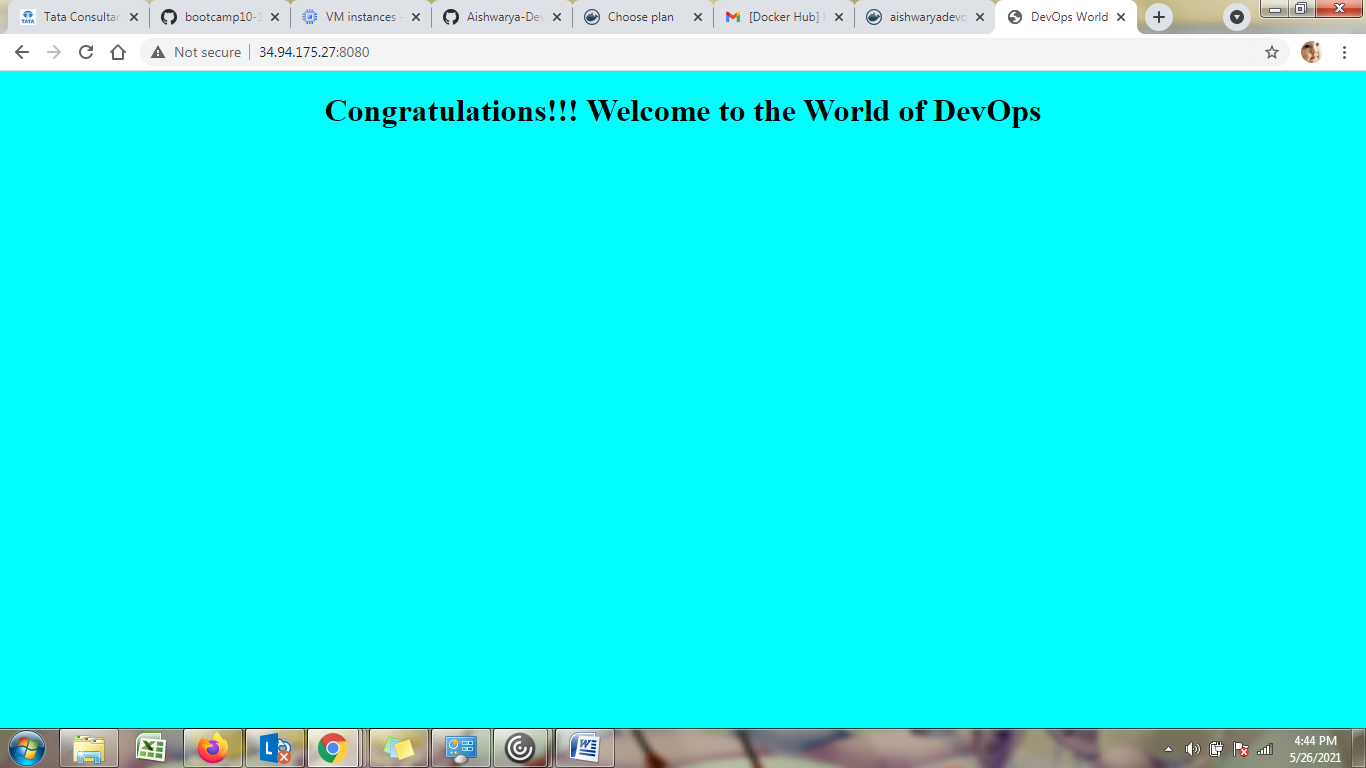 Tata Consultan
bootcamp10-1
VM instances
Aishwarya-Dev
Choose plan
[Docker Hub]
aishwaryadevo
DevOps World
Not secure
34.94.175.27:8080
Congratulations!!! Welcome to the World of DevOps
4:44 PM
5/26/2021